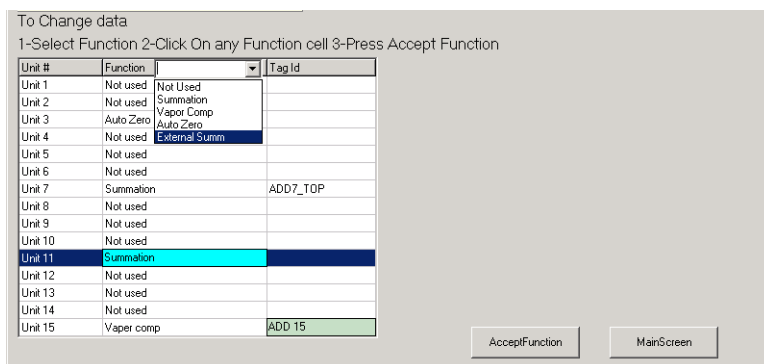 To Change data
1-Select Function 2-Click On any Function cell 3-Press Accept Function
Unit # Function Tag Id
Unit 1 Not used Not Used
Summation
Unit 2 Not used
Vapor Comp
Unit 3 Auto Zero
Auto Zero
Unit 4 Not used External Summ
Unit 5 Not used
Unit 6 Not used
Unit 7 Summation ADD7_TOP
Unit 8 Not used
Unit 9 Not used
Unit 10 Not used
Unit 11 Summation
Unit 12 Not used
Unit 13 Not used
Unit 14 Not used
Unit 15 Vaper comp ADD 15
AcceptFunction MainScreen